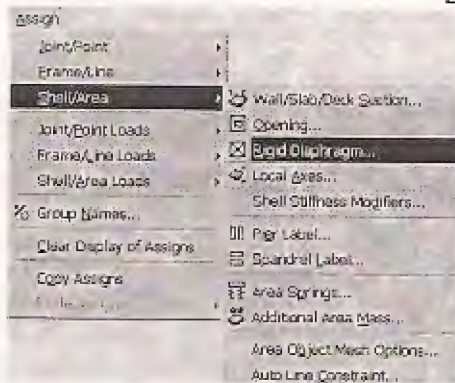 Assign
Joint/Point
Frame/Line
Shell/Area
Joint/Point Loads
Frame/Line Loads
Shell/Area Loads
Group Names...
Clear Display of Assigns
Copy Assigns
Wall/Slab/Deck Section...
Opening...
Rigid Diaphragm...
Local Axes...
Shell Stiffness Modifiers...
Pier Label...
Spandrel Label...
Area Springs...
Additional Area Mass...
Area Object Mesh Options...
Auto Line Constraint...